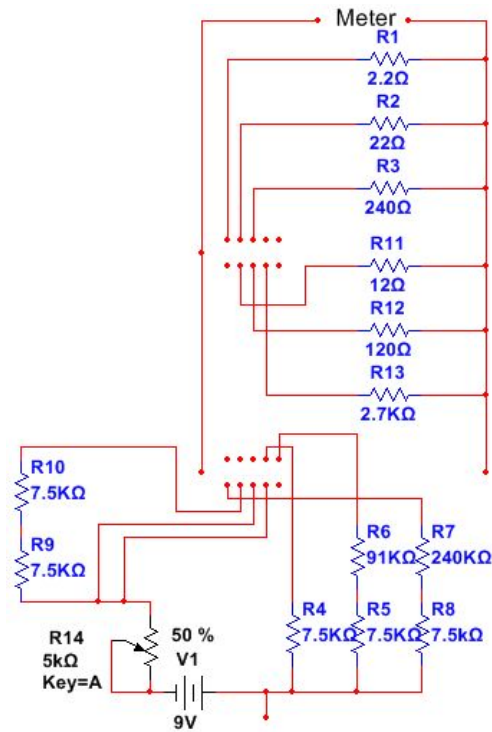 Meter
R1
2.2Ω
R2
22Ω
R3
240Ω
R11
12Ω
R12
120Ω
R13
2.7KΩ
R10
7.5KΩ
R9
7.5KΩ
R6
91KΩ
R7
240KΩ
R4
7.5KΩ
R5
7.5KΩ
R8
7.5kΩ
R14
5kΩ
Key=A
50 %
V1
9V